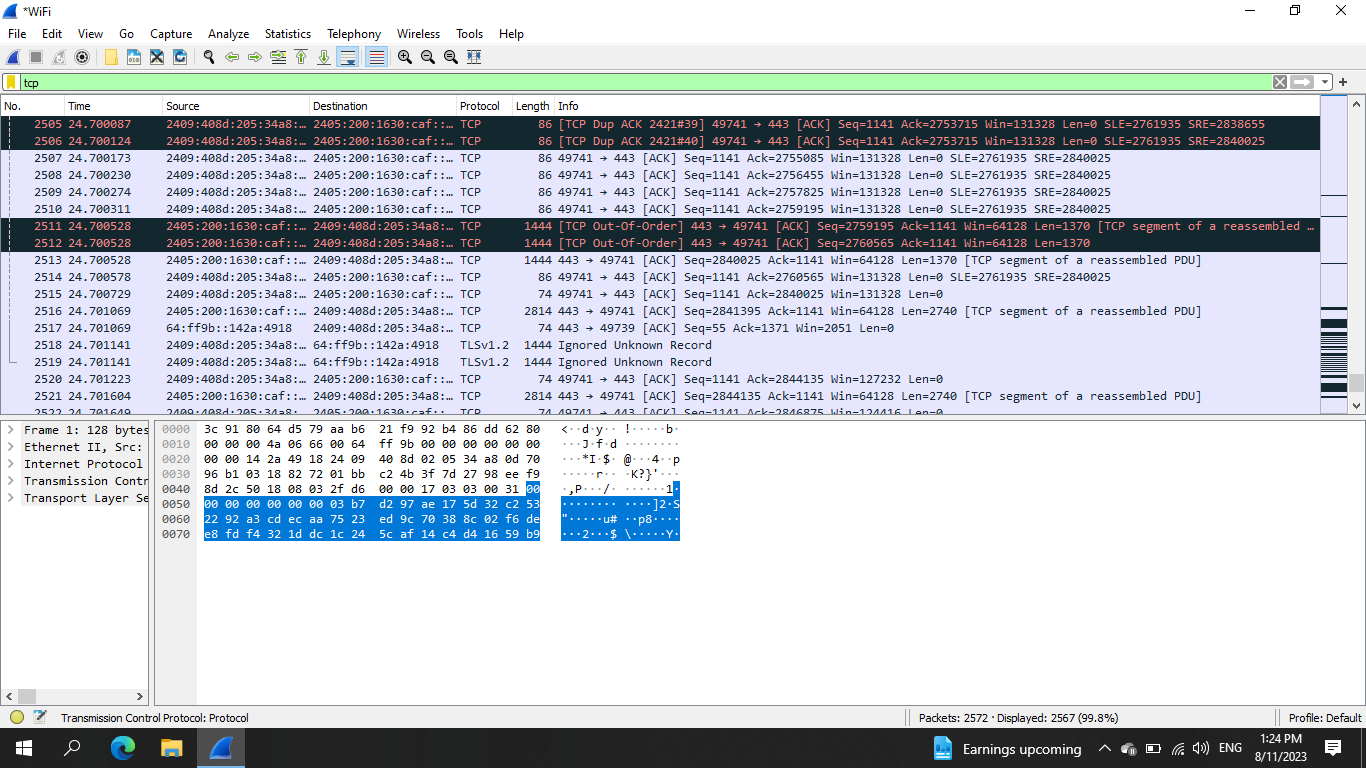 *WiFi
File Edit View Go Capture Analyze Statistics Telephony Wireless Tools Help
tcp
No. Time Source Destination Protocol Length Info
2505 24.700087 2409:408d:205:34a8:… 2405:200:1630:caf::… TCP 86 [TCP Dup ACK 2421#39] 49741 → 443 [ACK] Seq=1141 Ack=2753715 Win=131328 Len=0 SLE=2761935 SRE=2838655
2506 24.700124 2409:408d:205:34a8:… 2405:200:1630:caf::… TCP 86 [TCP Dup ACK 2421#40] 49741 → 443 [ACK] Seq=1141 Ack=2753715 Win=131328 Len=0 SLE=2761935 SRE=2840025
2507 24.700173 2409:408d:205:34a8:… 2405:200:1630:caf::… TCP 86 49741 → 443 [ACK] Seq=1141 Ack=2755085 Win=131328 Len=0 SLE=2761935 SRE=2840025
2508 24.700230 2409:408d:205:34a8:… 2405:200:1630:caf::… TCP 86 49741 → 443 [ACK] Seq=1141 Ack=2756455 Win=131328 Len=0 SLE=2761935 SRE=2840025
2509 24.700274 2409:408d:205:34a8:… 2405:200:1630:caf::… TCP 86 49741 → 443 [ACK] Seq=1141 Ack=2757825 Win=131328 Len=0 SLE=2761935 SRE=2840025
2510 24.700311 2409:408d:205:34a8:… 2405:200:1630:caf::… TCP 86 49741 → 443 [ACK] Seq=1141 Ack=2759195 Win=131328 Len=0 SLE=2761935 SRE=2840025
2511 24.700528 2405:200:1630:caf::… 2409:408d:205:34a8:… TCP 1444 [TCP Out-Of-Order] 443 → 49741 [ACK] Seq=2759195 Ack=1141 Win=64128 Len=1370 [TCP segment of a reassembled …
2512 24.700528 2405:200:1630:caf::… 2409:408d:205:34a8:… TCP 1444 [TCP Out-Of-Order] 443 → 49741 [ACK] Seq=2760565 Ack=1141 Win=64128 Len=1370
2513 24.700528 2405:200:1630:caf::… 2409:408d:205:34a8:… TCP 1444 443 → 49741 [ACK] Seq=2840025 Ack=1141 Win=64128 Len=1370 [TCP segment of a reassembled PDU]
2514 24.700578 2409:408d:205:34a8:… 2405:200:1630:caf::… TCP 86 49741 → 443 [ACK] Seq=1141 Ack=2760565 Win=131328 Len=0 SLE=2761935 SRE=2840025
2515 24.700729 2409:408d:205:34a8:… 2405:200:1630:caf::… TCP 74 49741 → 443 [ACK] Seq=1141 Ack=2840025 Win=131328 Len=0
2516 24.701069 2405:200:1630:caf::… 2409:408d:205:34a8:… TCP 2814 443 → 49741 [ACK] Seq=2841395 Ack=1141 Win=64128 Len=2740 [TCP segment of a reassembled PDU]
2517 24.701069 64:ff9b::142a:4918 2409:408d:205:34a8:… TCP 74 443 → 49739 [ACK] Seq=55 Ack=1371 Win=2051 Len=0
2518 24.701141 2409:408d:205:34a8:… 64:ff9b::142a:4918 TLSv1.2 1444 Ignored Unknown Record
2519 24.701141 2409:408d:205:34a8:… 64:ff9b::142a:4918 TLSv1.2 1444 Ignored Unknown Record
2520 24.701223 2409:408d:205:34a8:… 2405:200:1630:caf::… TCP 74 49741 → 443 [ACK] Seq=1141 Ack=2844135 Win=127232 Len=0
2521 24.701604 2405:200:1630:caf::… 2409:408d:205:34a8:… TCP 2814 443 → 49741 [ACK] Seq=2844135 Ack=1141 Win=64128 Len=2740 [TCP segment of a reassembled PDU]
2522 24.701649 2409:408d:205:34a8:… 2405:200:1630:caf::… TCP 74 49741 → 443 [ACK] Seq=1141 Ack=2846875 Win=124416 Len=0
Frame 1: 128 bytes
Ethernet II, Src:
Internet Protocol
Transmission Contr
Transport Layer Se
0000 3c 91 80 64 d5 79 aa b6 21 f9 92 b4 86 dd 62 80 <··d·y·· !·····b·
0010 00 00 00 4a 06 66 00 64 ff 9b 00 00 00 00 00 00 ···J·f·d ········
0020 00 00 14 2a 49 18 24 09 40 8d 02 05 34 a8 0d 70 ···*I·$· @···4··p
0030 96 b1 03 18 82 72 01 bb c2 4b 3f 7d 27 98 ee f9 ·····r·· ·K?}'···
0040 8d 2c 50 18 08 03 2f d6 00 00 17 03 03 00 31 00 ·,P···/· ······1·
0050 00 00 00 00 00 00 03 b7 d2 97 ae 17 5d 32 c2 53 ········ ····]2·S
0060 22 92 a3 cd ec aa 75 23 ed 9c 70 38 8c 02 f6 de "·····u# ··p8····
0070 e8 fd f4 32 1d dc 1c 24 5c af 14 c4 d4 16 59 b9 ···2···$ \·····Y·
Transmission Control Protocol: Protocol
Packets: 2572 · Displayed: 2567 (99.8%)
Profile: Default
Earnings upcoming
ENG
1:24 PM
8/11/2023